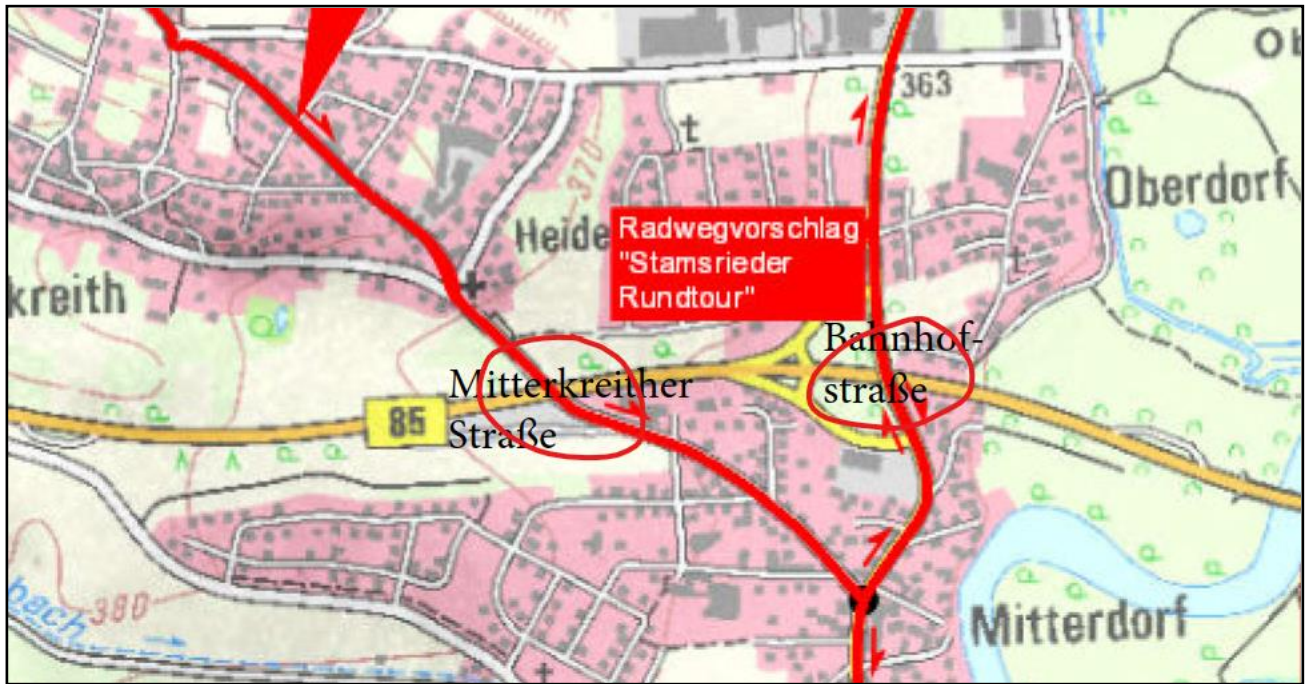 363
Ob
t
370
Oberdorf
Heide
Radwegvorschlag
"Stamsrieder
Rundtour"
kreith
Bahnhof-
straße
Mitterkreither
Straße
85
380
bach
Mitterdorf